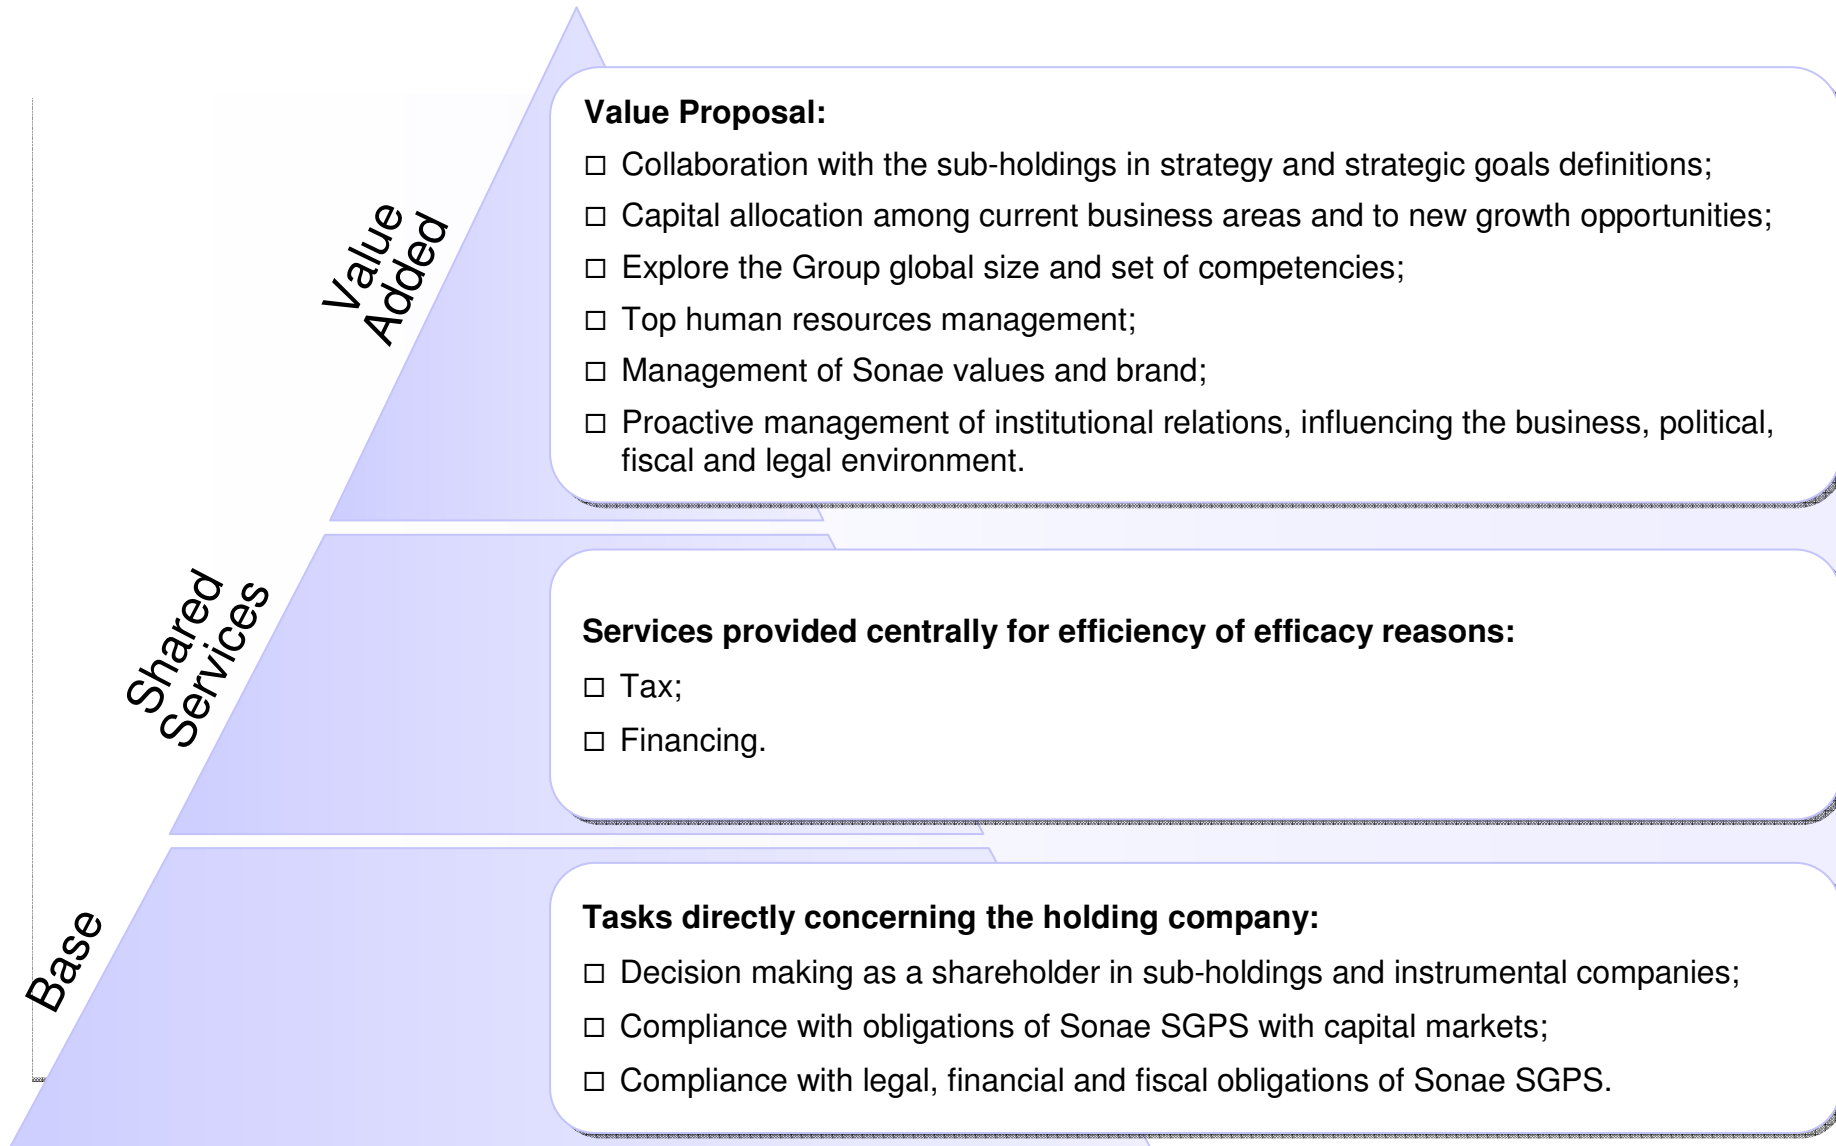 Value
Added
Value Proposal:
□ Collaboration with the sub-holdings in strategy and strategic goals definitions;
□ Capital allocation among current business areas and to new growth opportunities;
□ Explore the Group global size and set of competencies;
□ Top human resources management;
□ Management of Sonae values and brand;
□ Proactive management of institutional relations, influencing the business, political,
fiscal and legal environment.
Shared
Services
Services provided centrally for efficiency of efficacy reasons:
□ Tax;
□ Financing.
Base
Tasks directly concerning the holding company:
□ Decision making as a shareholder in sub-holdings and instrumental companies;
□ Compliance with obligations of Sonae SGPS with capital markets;
□ Compliance with legal, financial and fiscal obligations of Sonae SGPS.